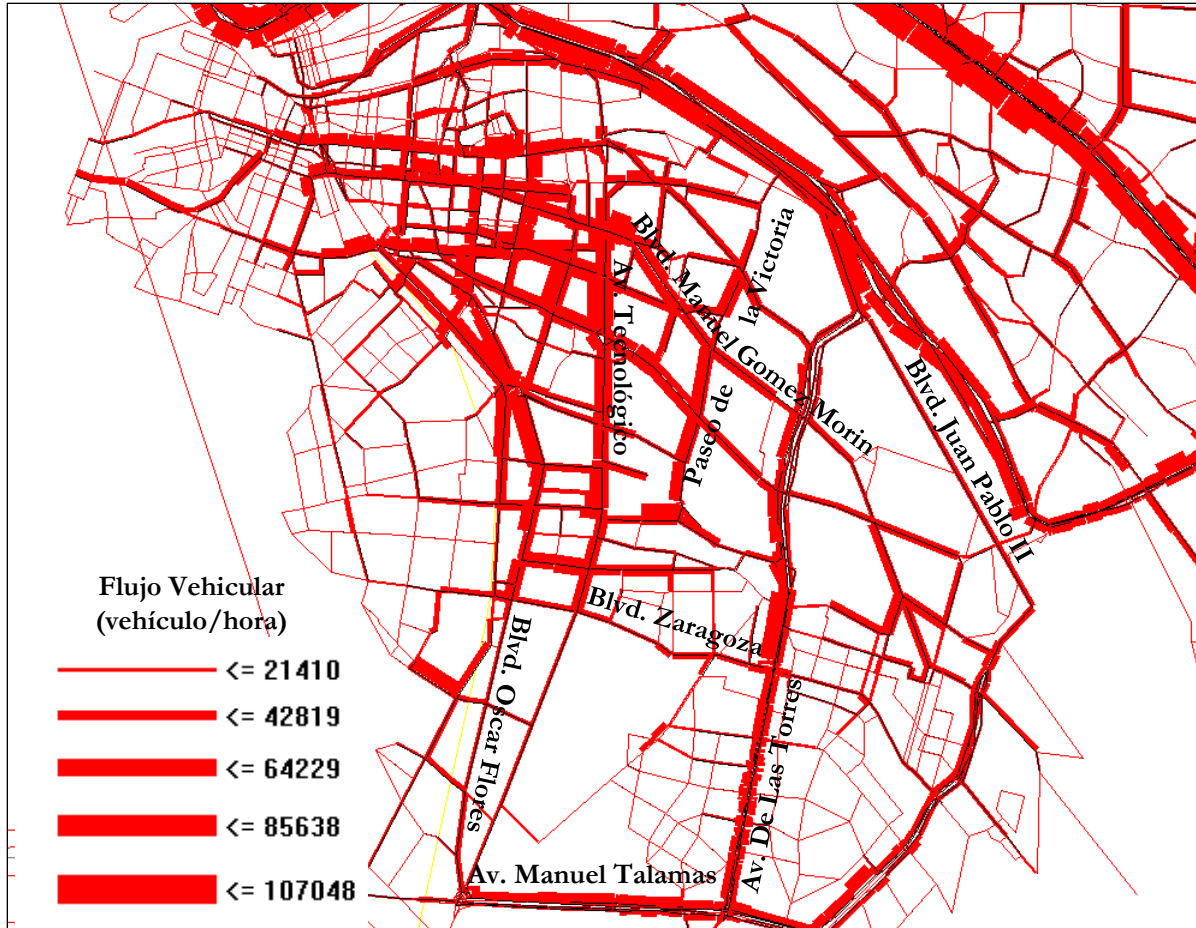 la Victoria
Blvd. Manuel Gomez Morin
Av. Tecnológico
Paseo de
Blvd. Juan Pablo II
Flujo Vehicular
(vehículo/hora)
<= 21410
<= 42819
<= 64229
<= 85638
<= 107048
Blvd. Zaragoza
Blvd. Oscar Flores
Av. De Las Torres
Av. Manuel Talamas